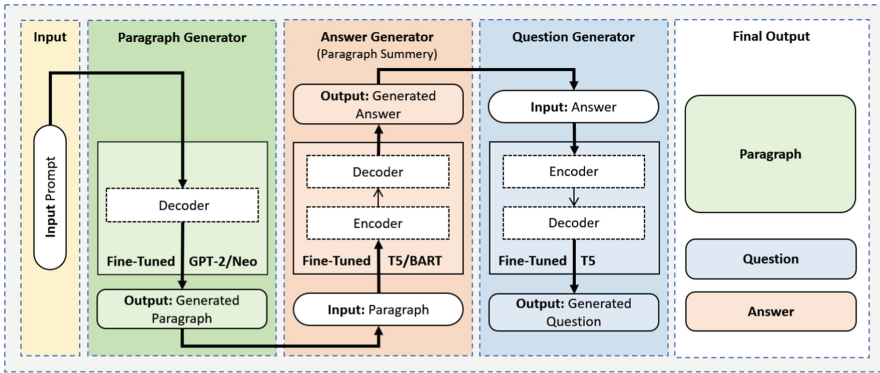 Input
Input Prompt
Paragraph Generator
Decoder
Fine-Tuned GPT-2/Neo
Output: Generated
Paragraph
Answer Generator
(Paragraph Summery)
Output: Generated
Answer
Decoder
Encoder
Fine-Tuned T5/BART
Input: Paragraph
Question Generator
Input: Answer
Encoder
Decoder
Fine-Tuned T5
Output: Generated
Question
Final Output
Paragraph
Question
Answer